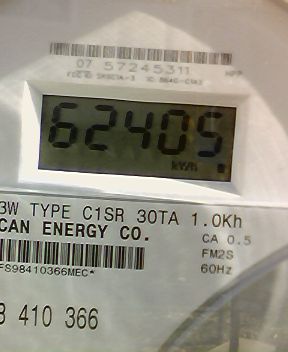 07 57245311
62405
kWh
3W TYPE C1SR 30TA 1.0Kh
CAN ENERGY CO.
CA 0.5
FM2S
60Hz
FS98410366MEC*
3 410 366